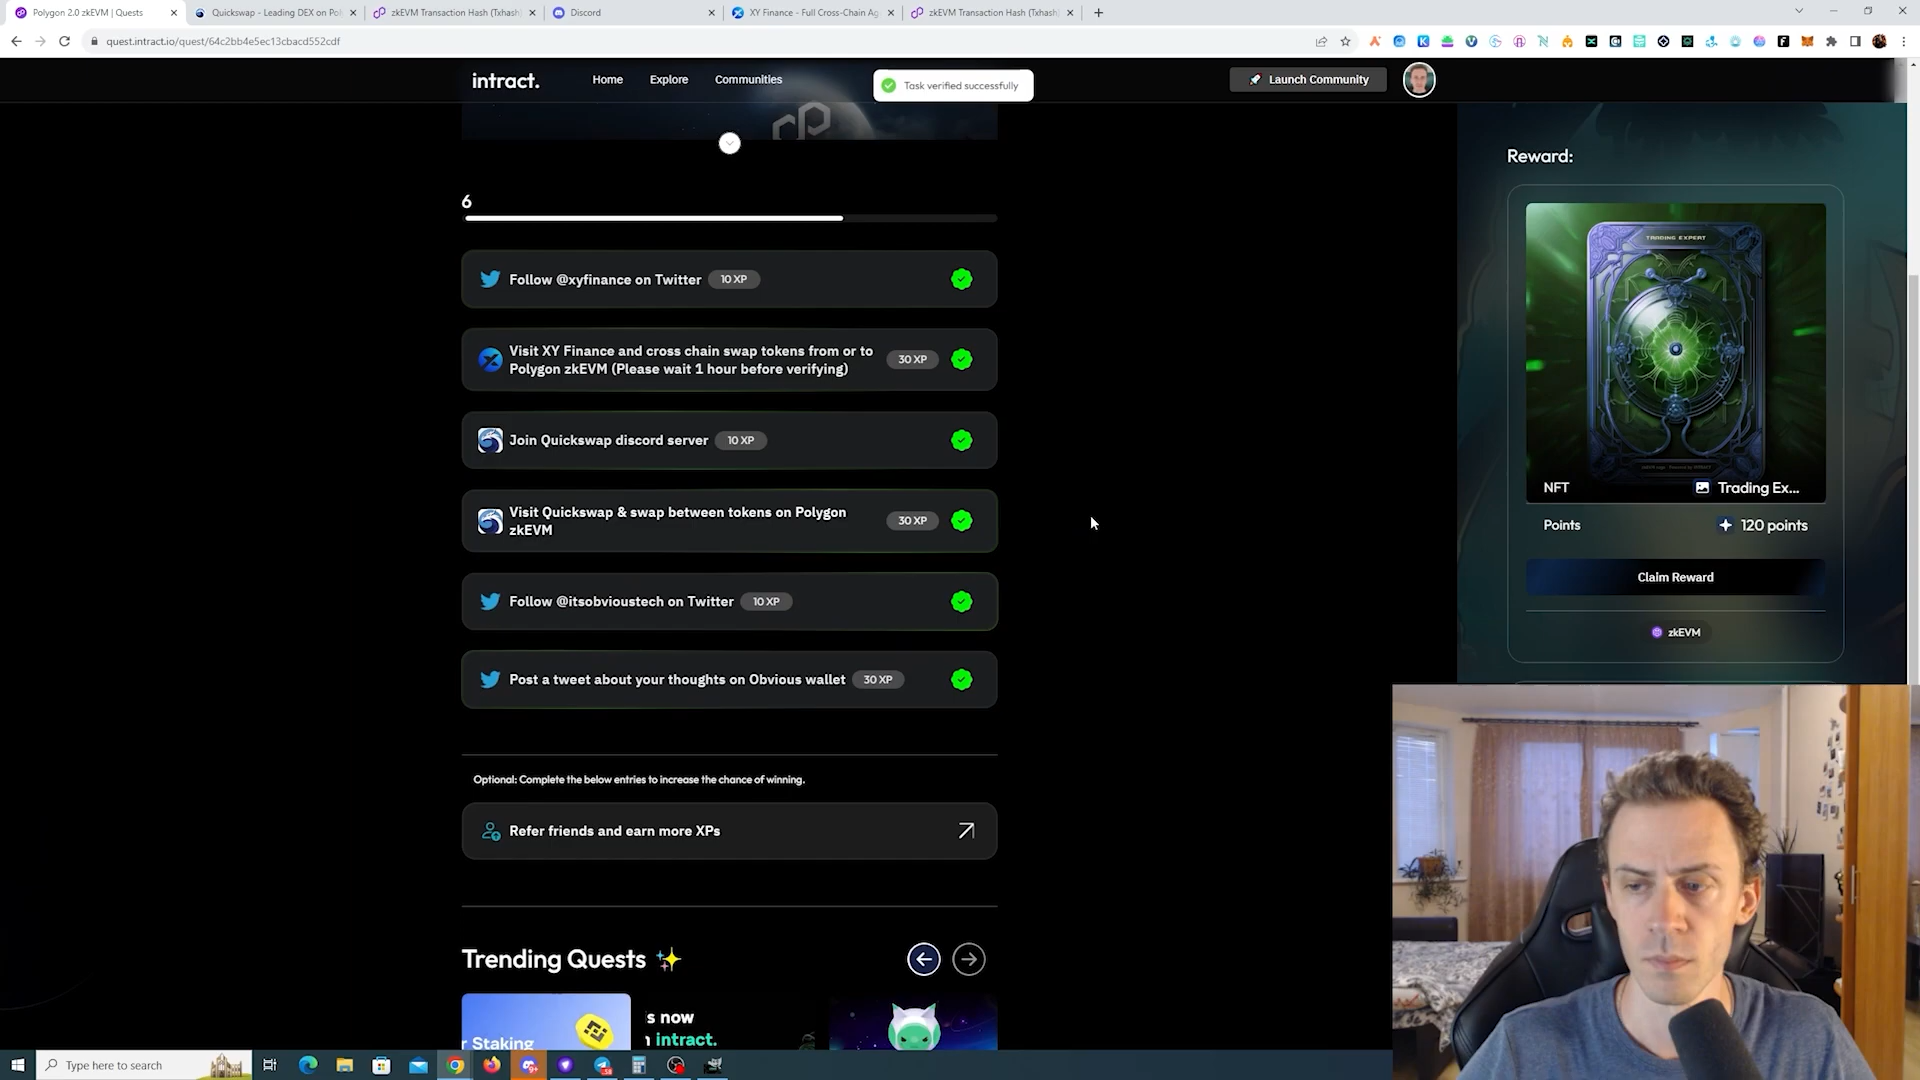 Polygon 2.0 zkEVM | Quests
Quickswap - Leading DEX on Pol
zkEVM Transaction Hash (Txhash)
Discord
XY Finance - Full Cross-Chain Ag
zkEVM Transaction Hash (Txhash)
quest.intract.io/quest/64c2bb4e5ec13cbacd552cdf
intract.
Home
Explore
Communities
Task verified successfully
Launch Community
6
Follow @xyfinance on Twitter
10 XP
Visit XY Finance and cross chain swap tokens from or to
Polygon zkEVM (Please wait 1 hour before verifying)
30 XP
Join Quickswap discord server
10 XP
Visit Quickswap & swap between tokens on Polygon
zkEVM
30 XP
Follow @itsobvioustech on Twitter
10 XP
Post a tweet about your thoughts on Obvious wallet
30 XP
Optional: Complete the below entries to increase the chance of winning.
Refer friends and earn more XPs
Trending Quests
r Staking
s now
intract.
Reward:
TRADING EXPERT
NFT
Trading Ex...
Points
120 points
Claim Reward
zkEVM
Type here to search